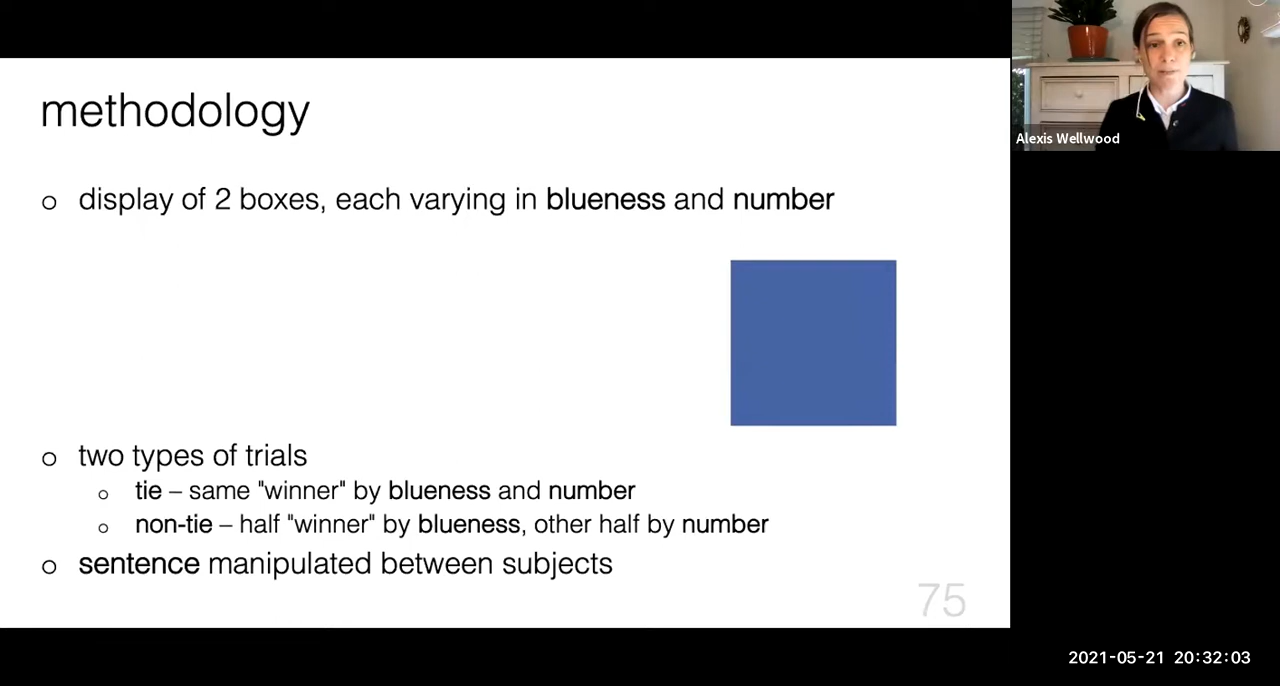 methodology
display of 2 boxes, each varying in blueness and number
two types of trials
tie – same "winner" by blueness and number
non-tie – half "winner" by blueness, other half by number
sentence manipulated between subjects
75
Alexis Wellwood
2021-05-21 20:32:03